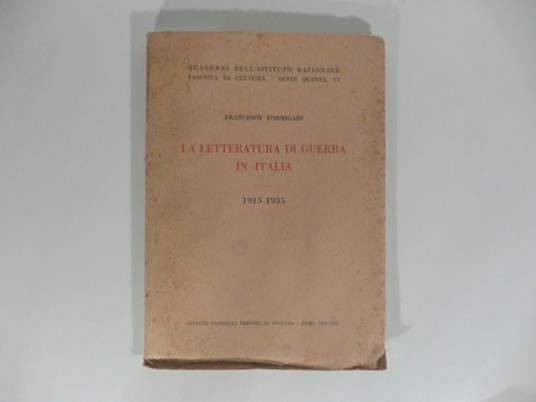 QUADERNI DELL'ISTITUTO NAZIONALE
FASCISTA DI CULTURA - SERIE QUINTA, VI
FRANCESCO FORMIGARI
LA LETTERATURA DI GUERRA
IN ITALIA
1915-1935
ISTITUTO NAZIONALE FASCISTA DI CULTURA - ROMA,